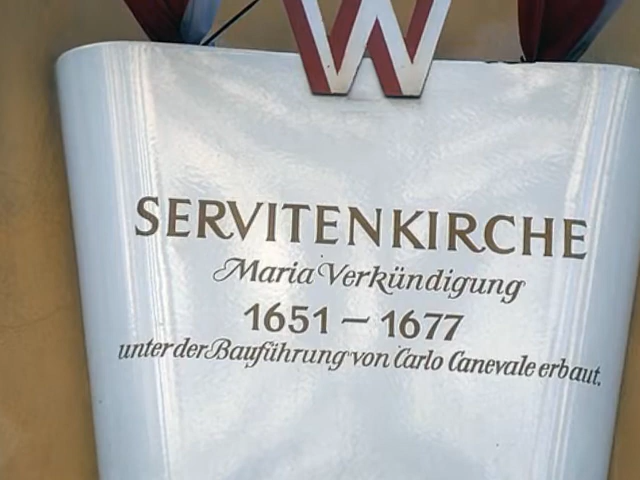 W
SERVITENKIRCHE
Maria Verkündigung
1651 – 1677
unter der Bauführung von Carlo Canevale erbaut.